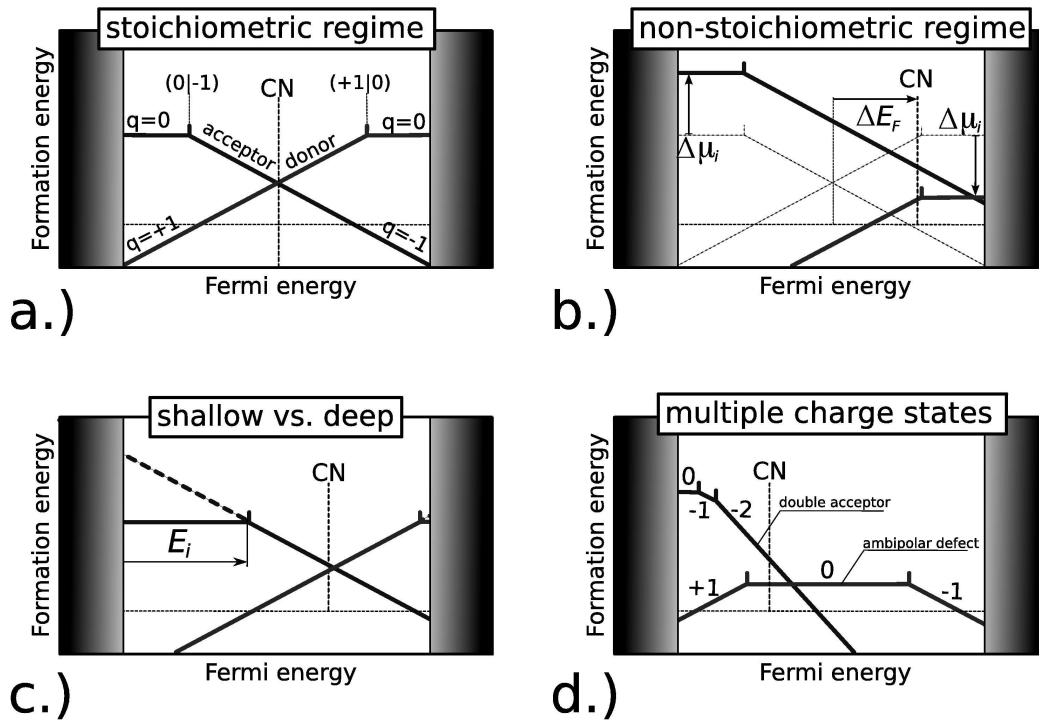 stoichiometric regime
(0|-1)
(+1|0)
CN
q=0
q=0
acceptor
donor
q=+1
q=-1
Formation energy
Fermi energy
a.)
non-stoichiometric regime
CN
ΔE_F
Δμ_i
Δμ_i
Formation energy
Fermi energy
b.)
shallow vs. deep
CN
E_i
Formation energy
Fermi energy
c.)
multiple charge states
CN
0
-1
-2
double acceptor
ambipolar defect
+1
0
-1
Formation energy
Fermi energy
d.)